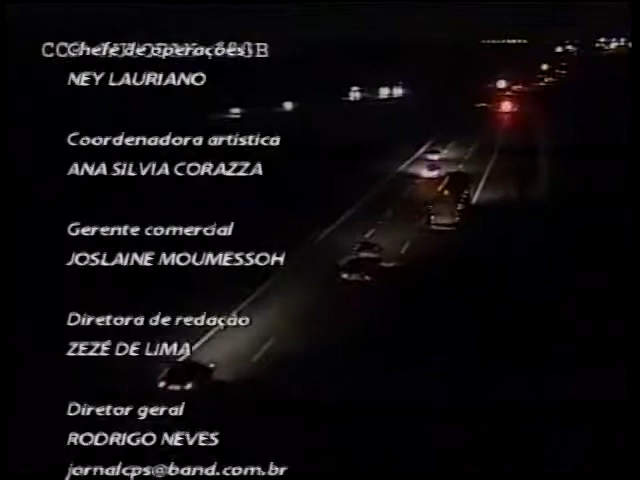 Chefe de operações
NEY LAURIANO
Coordenadora artística
ANA SILVIA CORAZZA
Gerente comercial
JOSLAINE MOUMESSOH
Diretora de redação
ZEZÉ DE LIMA
Diretor geral
RODRIGO NEVES
jornalcps@band.com.br